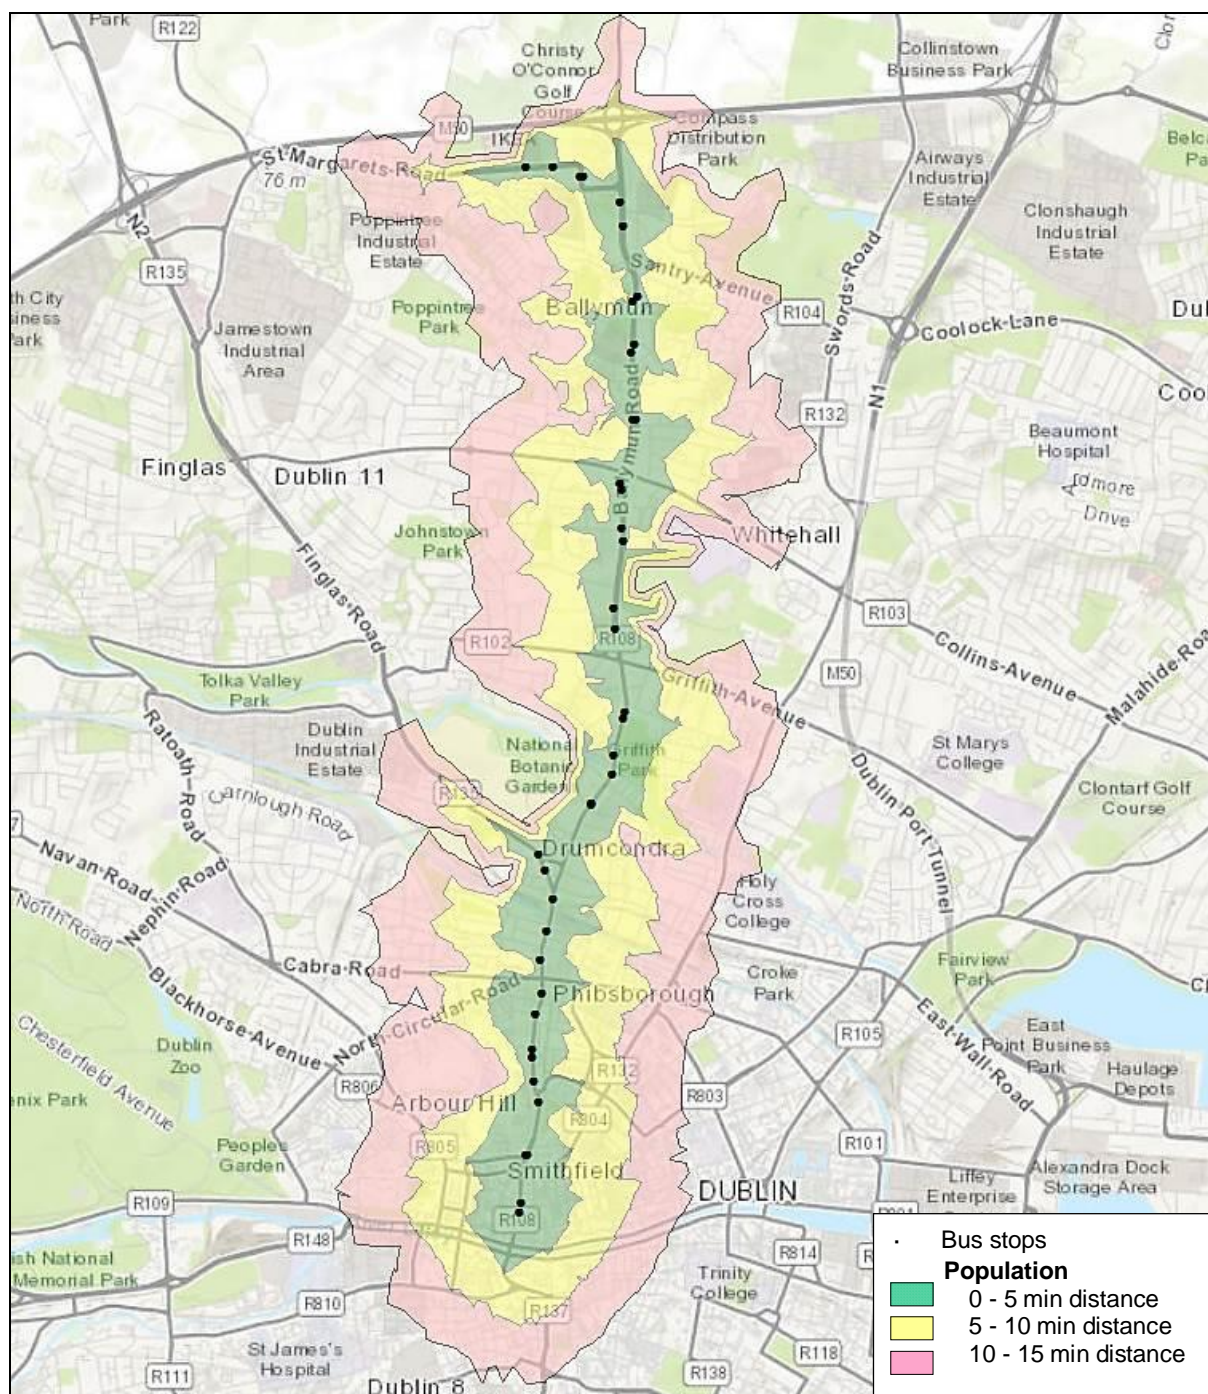 Park
R122
Christy
O'Connor
Golf
Course
Collinstown
Business Park
M50
IKEA
Compass
Distribution
Park
St-Margarets-Road
76 m
Airways
Industrial
Estate
Clonshaugh
Industrial
Estate
N2
R135
Poppintree
Industrial
Estate
Santry-Avenue
Swords-Road
Poppintree
Park
Ballymun
R104
Coolock-Lane
Jamestown
Industrial
Area
N1
Ballymun-Road
R132
Beaumont
Hospital
Finglas
Dublin 11
Ardmore
Drive
Johnstown
Park
Whitehall
Finglas-Road
R103
R102
R108
Collins-Avenue
Malahide-Roa
Griffith-Avenue
M50
Tolka Valley
Park
Ratoath-Road
Dublin
Industrial
Estate
National
Botanic
Gardens
Griffith
Park
St Marys
College
Dublin-Port-Tunnel
Clontarf Golf
Course
R135
Carnlough Road
Navan-Road
Nephin-Road
Drumcondra
Holy
Cross
College
North-Road
Cabra-Road
Fairview
Park
Croke
Park
Blackhorse-Avenue
North-Circular-Road
Phibsborough
Chesterfield Avenue
Dublin
Zoo
R105
East-Wall-Road
East
Point Business
Park
Haulage
Depots
R806
R132
enix Park
Arbour Hill
R803
R804
Peoples
Garden
R805
R101
Smithfield
Alexandra Dock
Storage Area
Liffey
Enterprise
DUBLIN
R109
R108
R148
R814
ish National
Memorial Park
Trinity
College
R810
R137
St James's
Hospital
R118
R111
R138
Dublin 8
Bus stops
Population
0 - 5 min distance
5 - 10 min distance
10 - 15 min distance